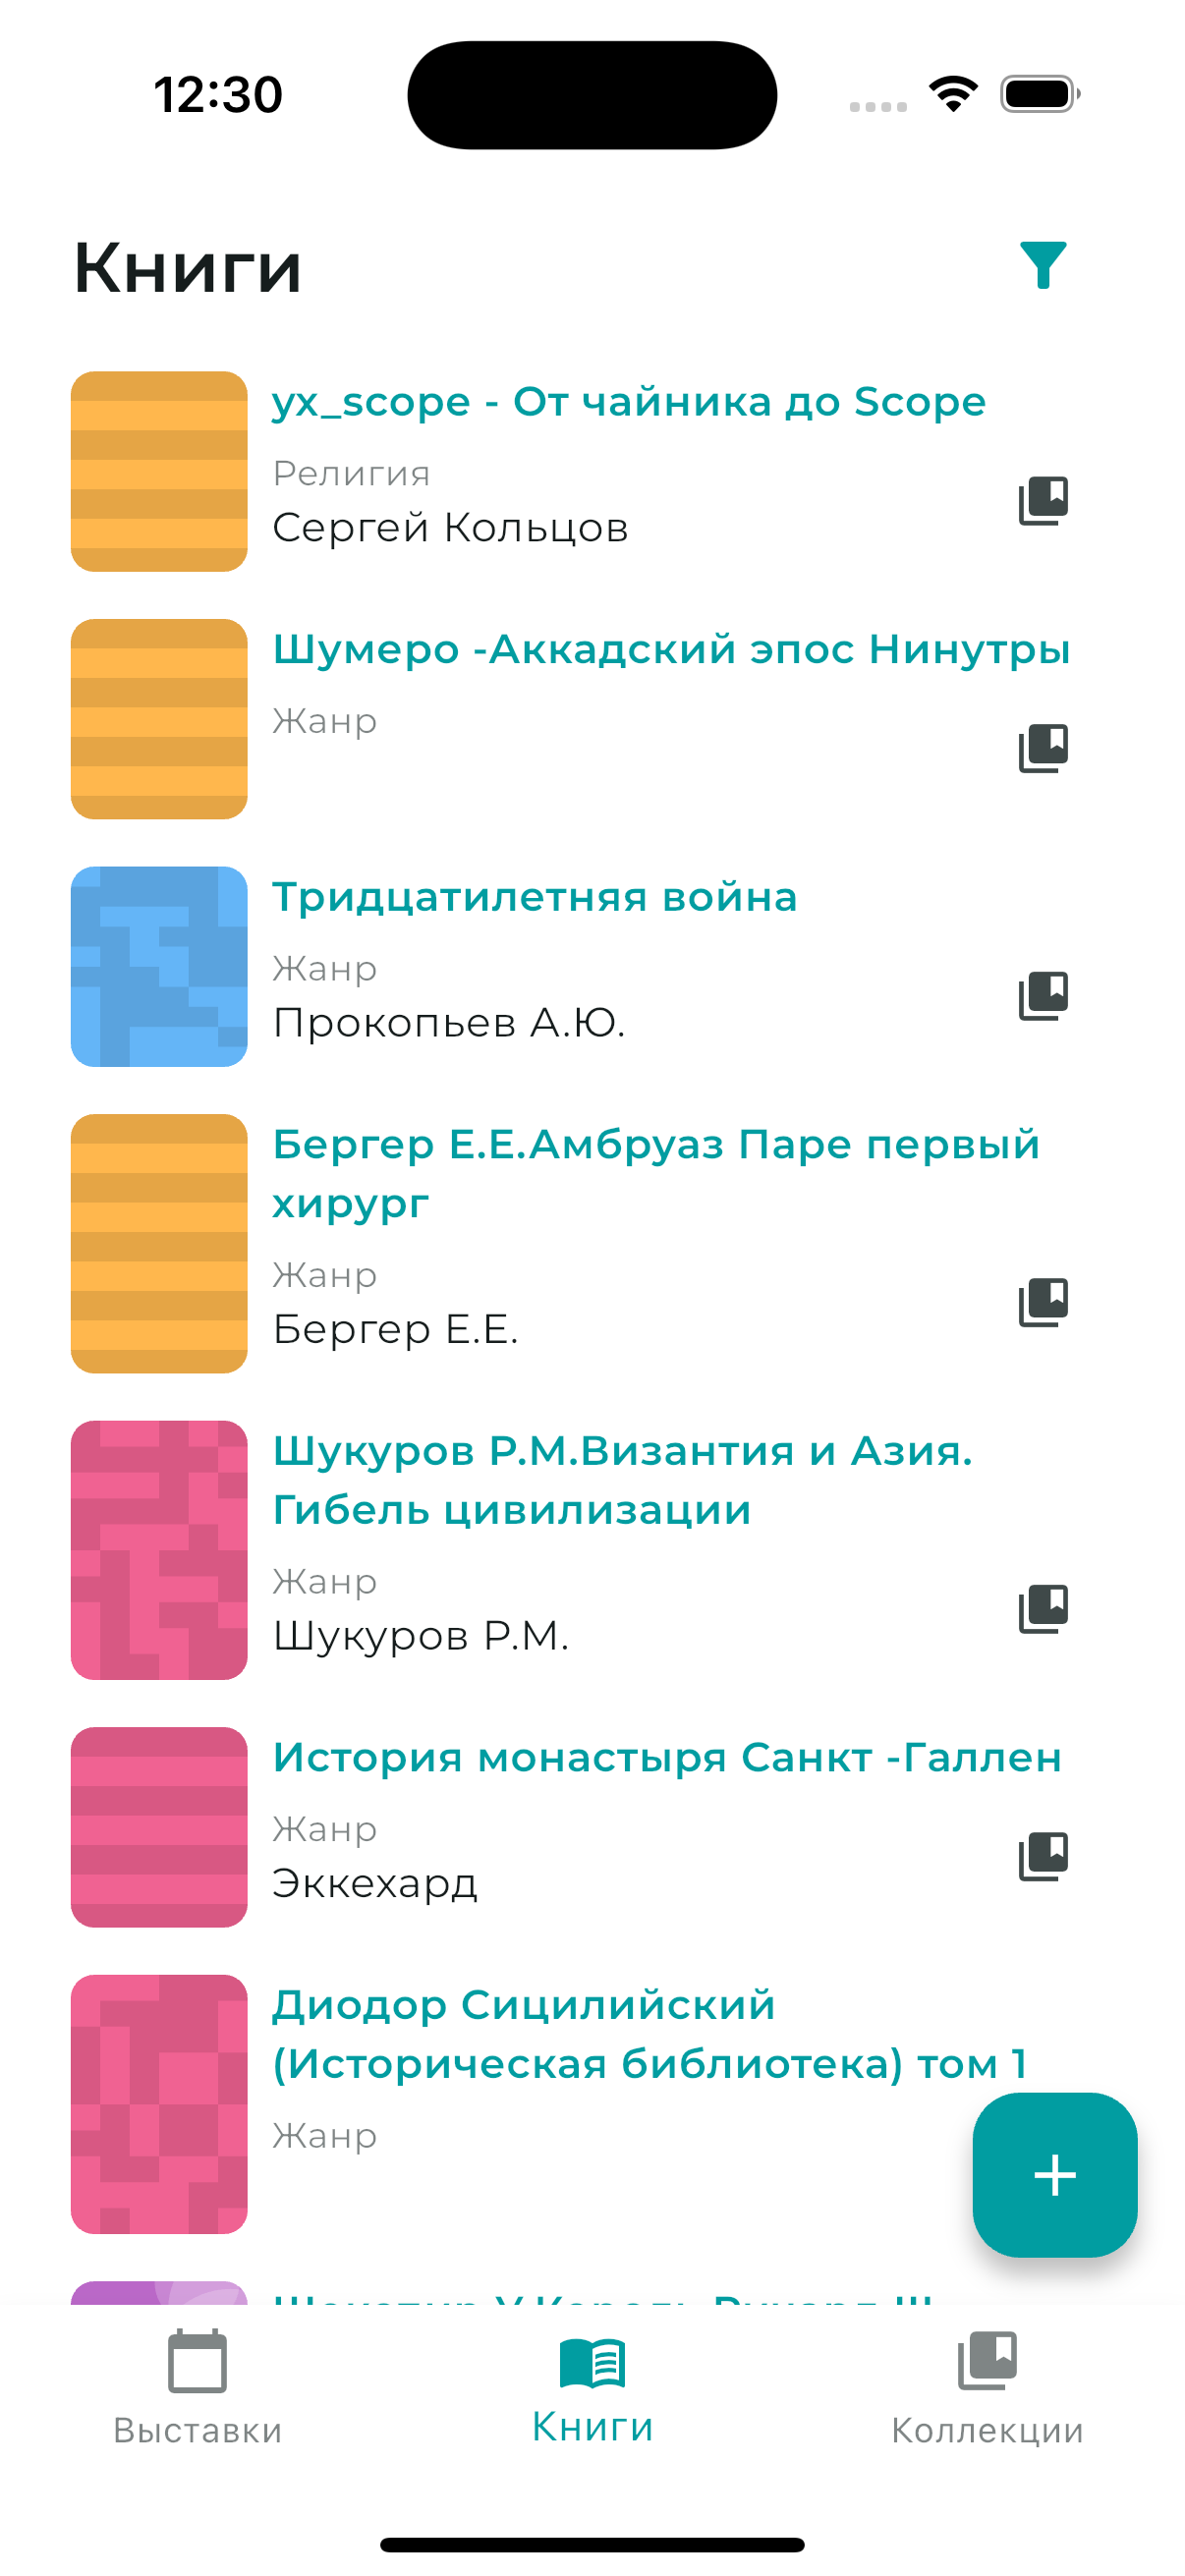 12:30
Книги
yx_scope - От чайника до Scope
Религия
Сергей Кольцов
Шумеро -Аккадский эпос Нинутры
Жанр
Тридцатилетняя война
Жанр
Прокопьев А.Ю.
Бергер Е.Е.Амбруаз Паре первый
хирург
Жанр
Бергер Е.Е.
Шукуров Р.М.Византия и Азия.
Гибель цивилизации
Жанр
Шукуров Р.М.
История монастыря Санкт -Галлен
Жанр
Эккехард
Диодор Сицилийский
(Историческая библиотека) том 1
Жанр
Выставки
Книги
Коллекции